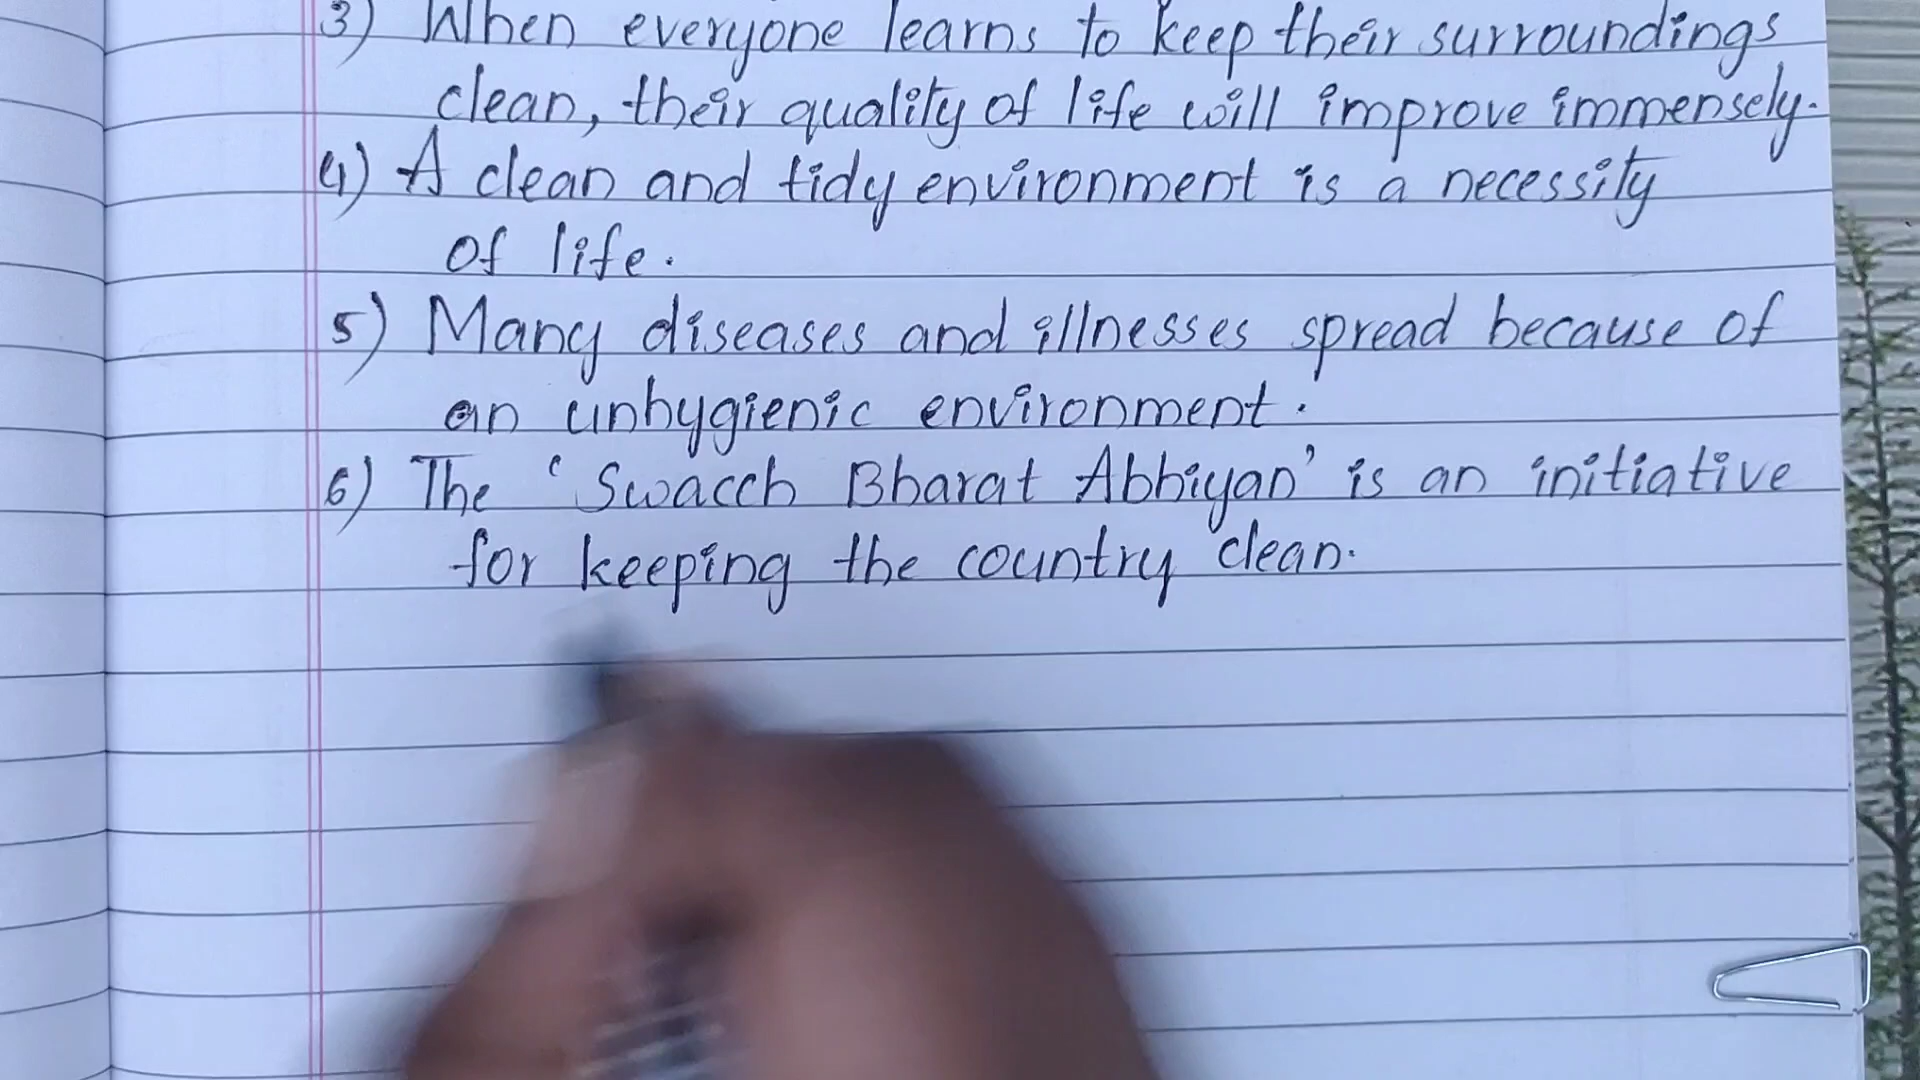 3) When everyone learns to keep their surroundings
clean, their quality of life will improve immensely.
4) A clean and tidy environment is a necessity
of life.
5) Many diseases and illnesses spread because of
an unhygienic environment.
6) The 'Swacch Bharat Abhiyan' is an initiative
for keeping the country clean.